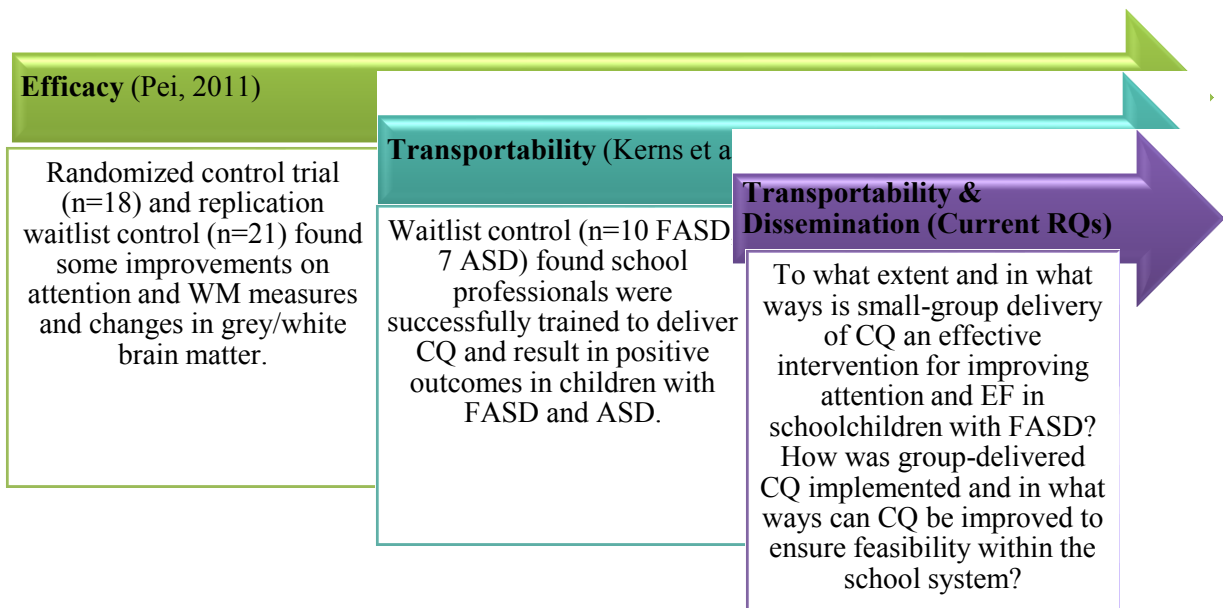 Efficacy (Pei, 2011)
Randomized control trial
(n=18) and replication
waitlist control (n=21) found
some improvements on
attention and WM measures
and changes in grey/white
brain matter.
Transportability (Kerns et a
Waitlist control (n=10 FASD
7 ASD) found school
professionals were
successfully trained to deliver
CQ and result in positive
outcomes in children with
FASD and ASD.
Transportability &
Dissemination (Current RQs)
To what extent and in what
ways is small-group delivery
of CQ an effective
intervention for improving
attention and EF in
schoolchildren with FASD?
How was group-delivered
CQ implemented and in what
ways can CQ be improved to
ensure feasibility within the
school system?